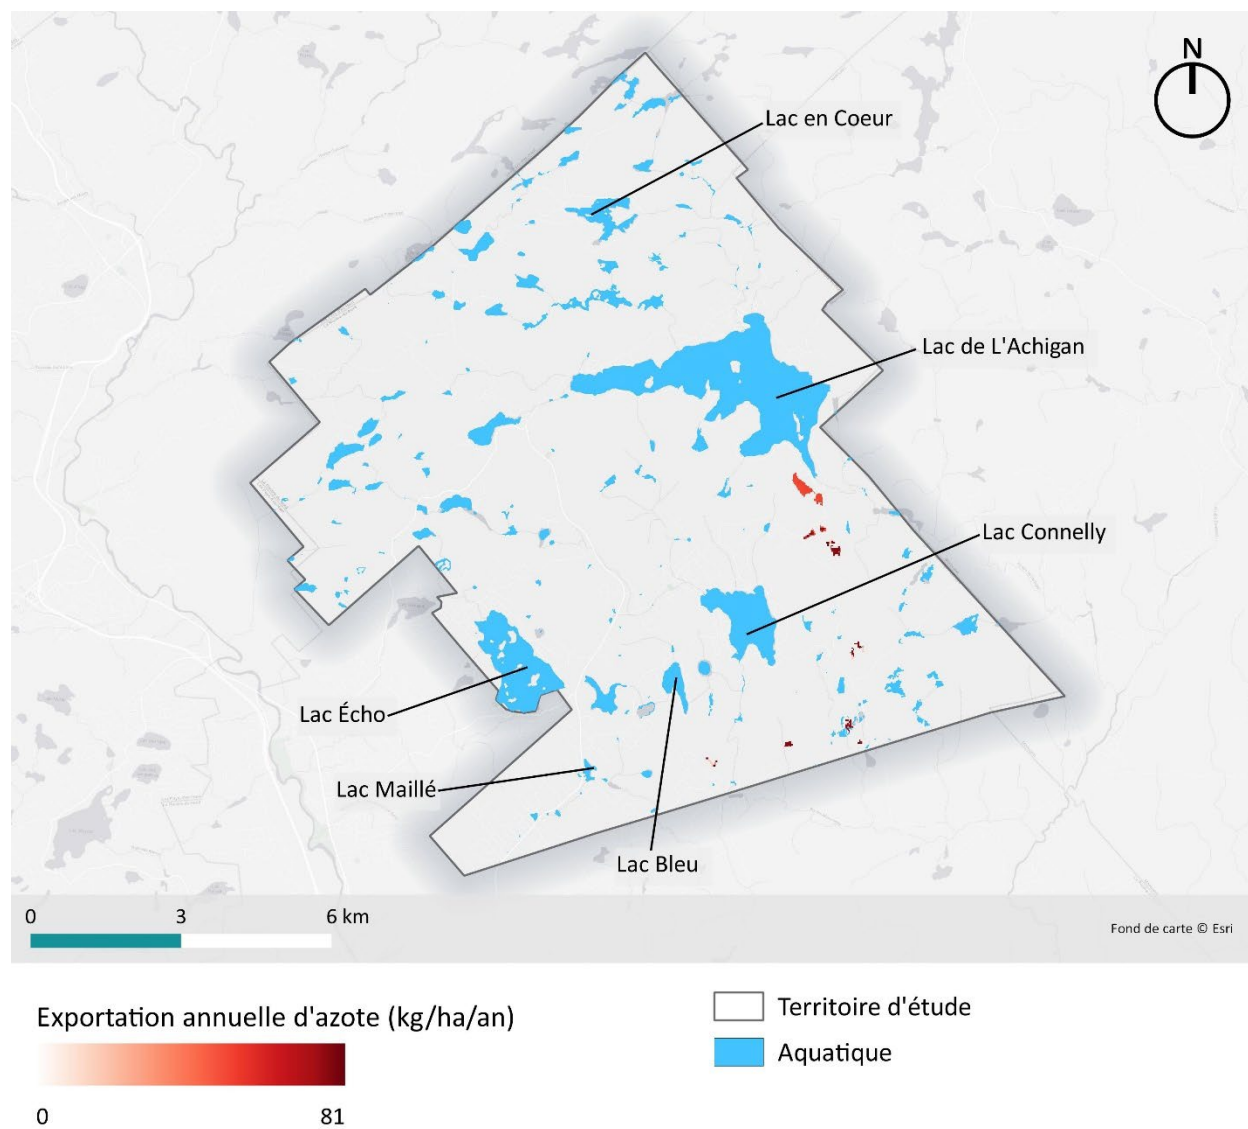 N
Lac en Coeur
Lac de L'Achigan
Lac Connelly
Lac Écho
Lac Maillé
Lac Bleu
0 3 6 km
Fond de carte © Esri
Exportation annuelle d'azote (kg/ha/an)
0 81
Territoire d'étude
Aquatique